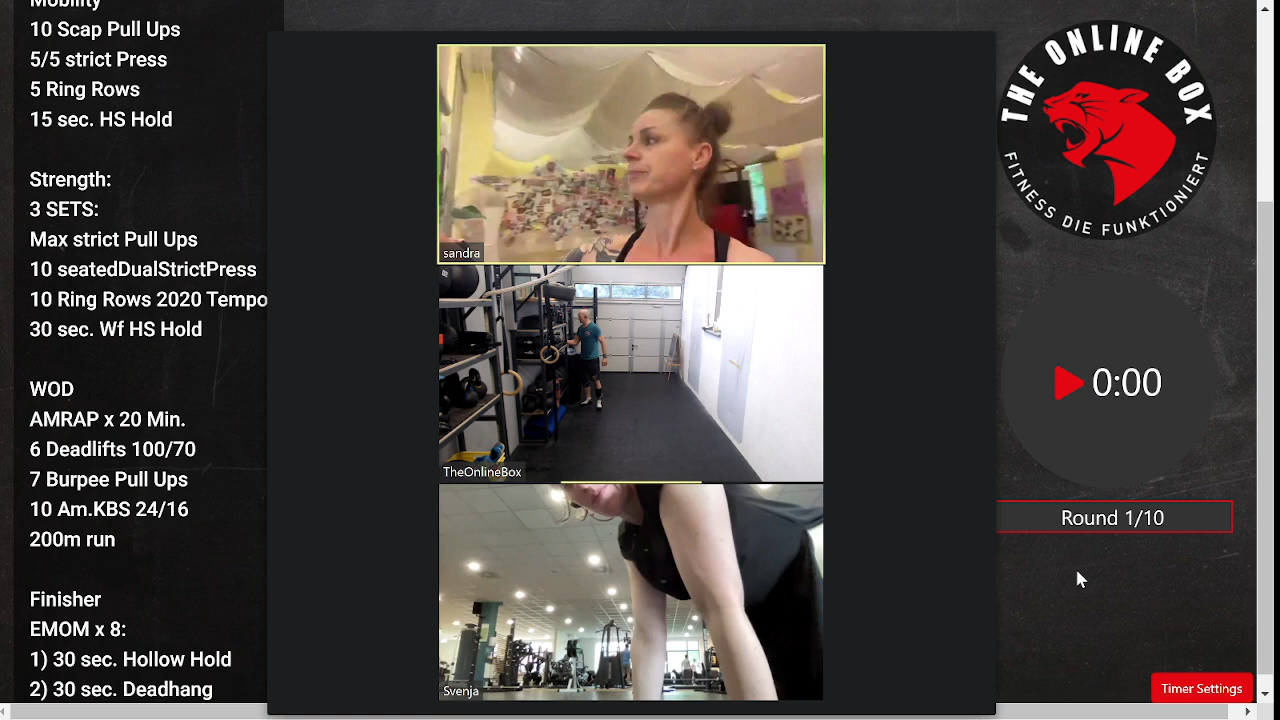 Mobility
10 Scap Pull Ups
5/5 strict Press
5 Ring Rows
15 sec. HS Hold
Strength:
3 SETS:
Max strict Pull Ups
10 seatedDualStrictPress
10 Ring Rows 2020 Tempo
30 sec. Wf HS Hold
WOD
AMRAP x 20 Min.
6 Deadlifts 100/70
7 Burpee Pull Ups
10 Am.KBS 24/16
200m run
Finisher
EMOM x 8:
1) 30 sec. Hollow Hold
2) 30 sec. Deadhang
sandra
TheOnlineBox
Svenja
THE ONLINE BOX
FITNESS DIE FUNKTIONIERT
0:00
Round 1/10
Timer Settings